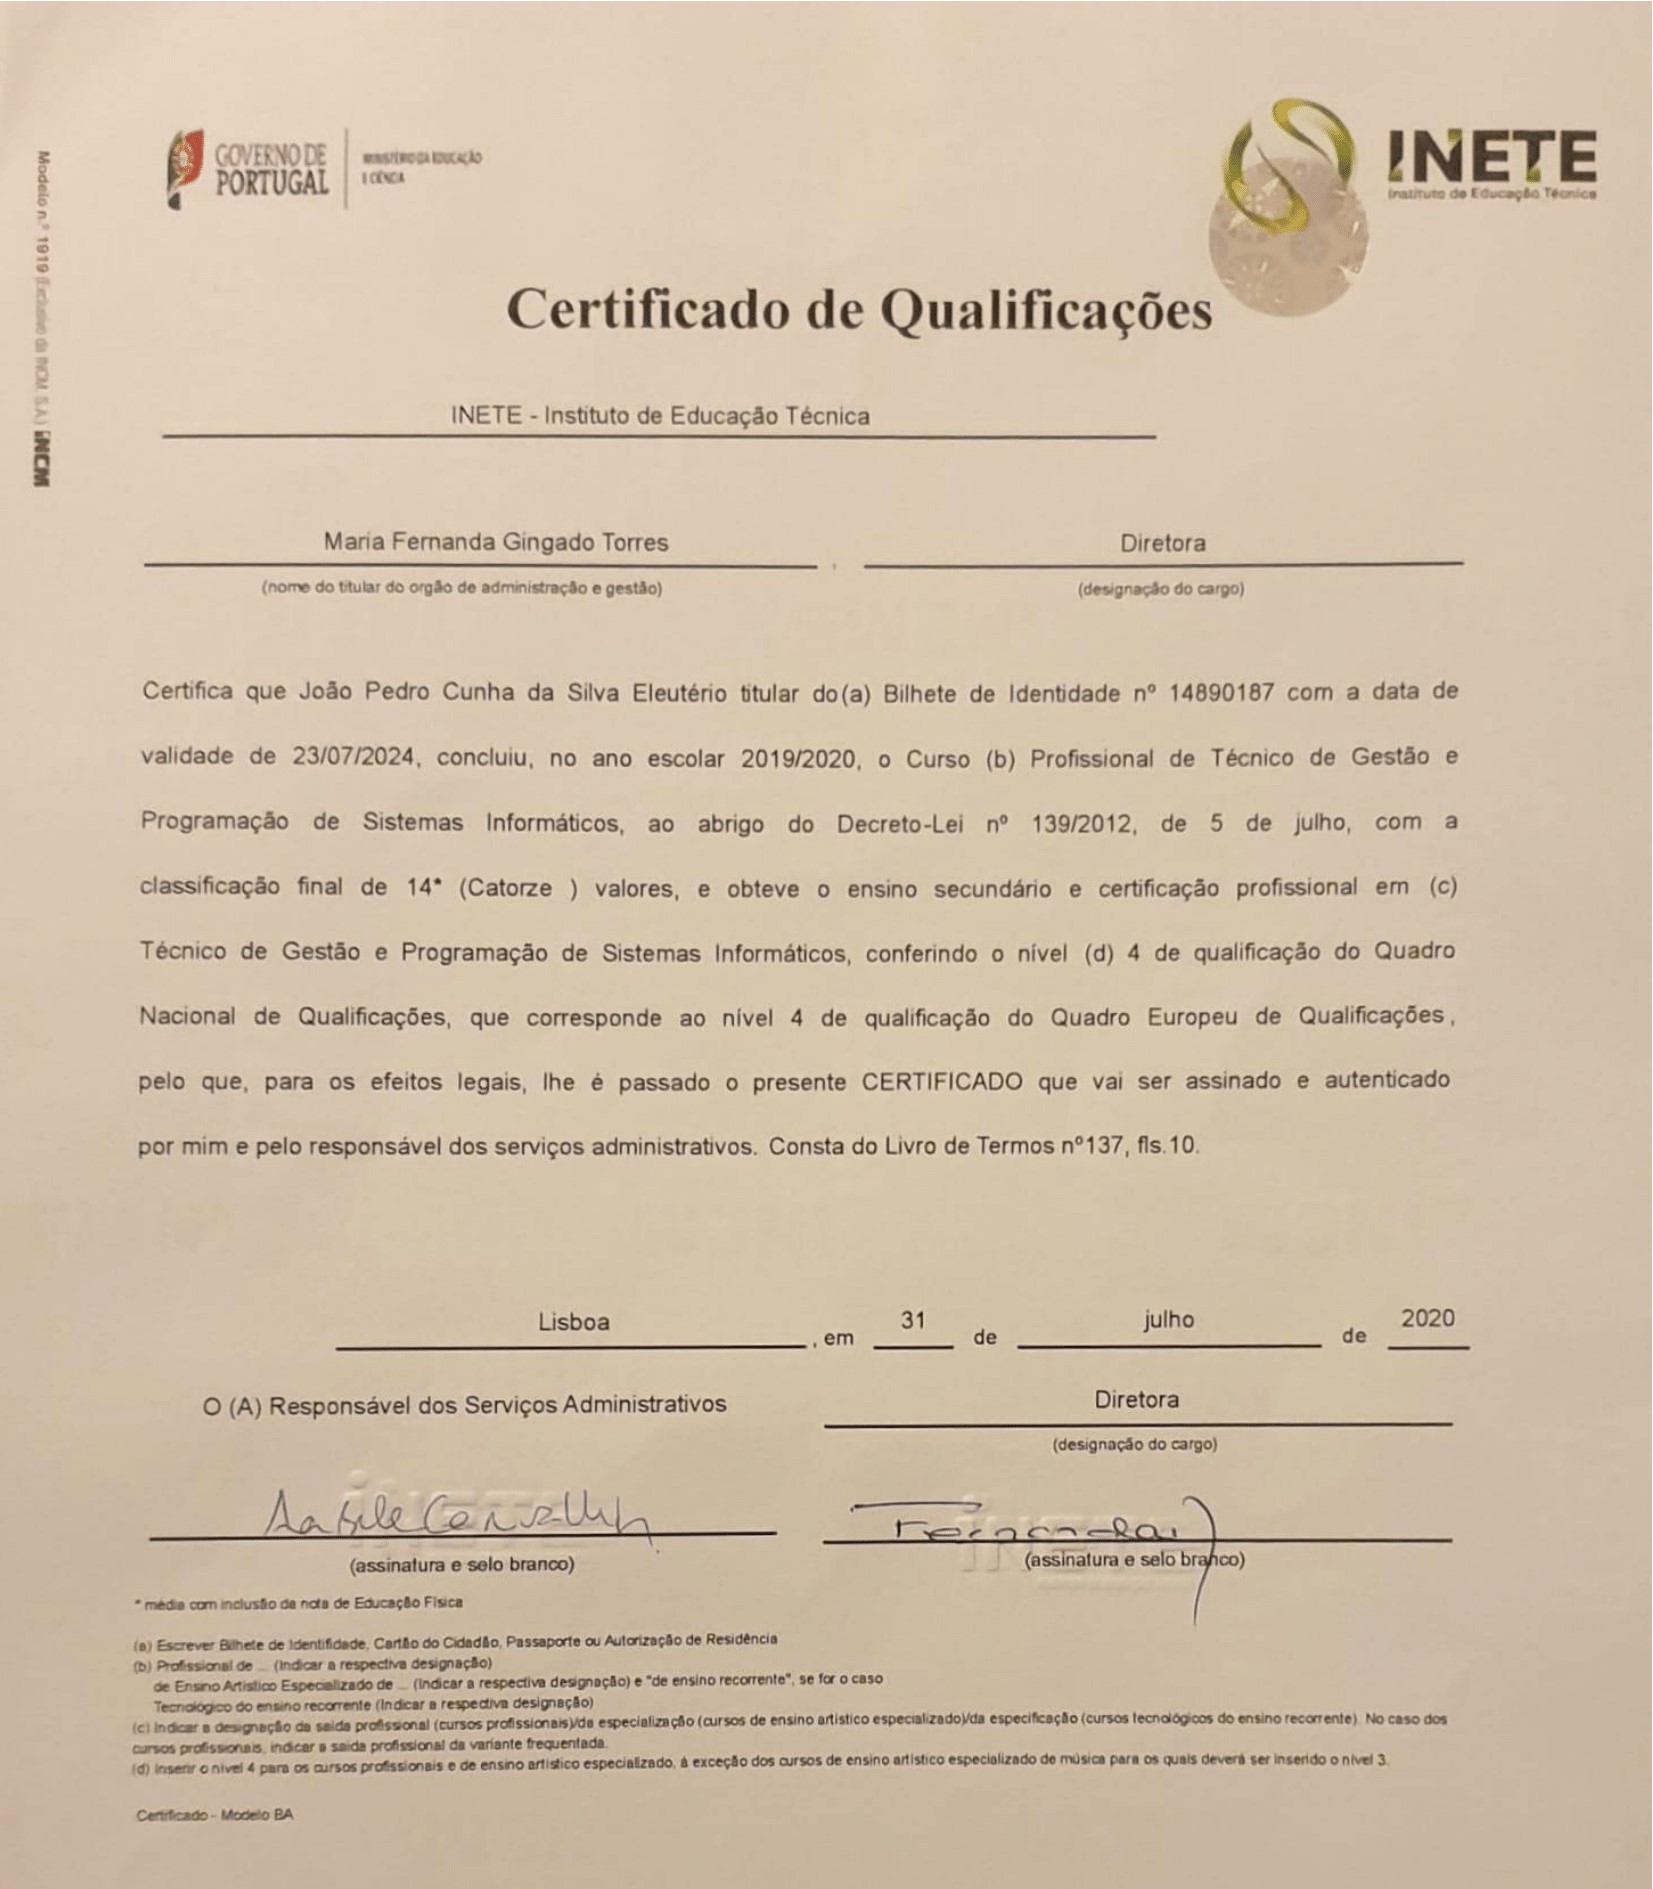 GOVERNO DE
PORTUGAL
MINISTÉRIO DA EDUCAÇÃO
E CIÊNCIA
INETE
Instituto de Educação Técnica
Modelo n.º 1919 (Exclusivo da INCM, S.A.) INCM
Certificado de Qualificações
INETE - Instituto de Educação Técnica
Maria Fernanda Gingado Torres , Diretora
(nome do titular do orgão de administração e gestão) (designação do cargo)
Certifica que João Pedro Cunha da Silva Eleutério titular do(a) Bilhete de Identidade nº 14890187 com a data de
validade de 23/07/2024, concluiu, no ano escolar 2019/2020, o Curso (b) Profissional de Técnico de Gestão e
Programação de Sistemas Informáticos, ao abrigo do Decreto-Lei nº 139/2012, de 5 de julho, com a
classificação final de 14* (Catorze ) valores, e obteve o ensino secundário e certificação profissional em (c)
Técnico de Gestão e Programação de Sistemas Informáticos, conferindo o nível (d) 4 de qualificação do Quadro
Nacional de Qualificações, que corresponde ao nível 4 de qualificação do Quadro Europeu de Qualificações,
pelo que, para os efeitos legais, lhe é passado o presente CERTIFICADO que vai ser assinado e autenticado
por mim e pelo responsável dos serviços administrativos. Consta do Livro de Termos nº137, fls.10.
Lisboa , em 31 de julho de 2020
O (A) Responsável dos Serviços Administrativos Diretora
(designação do cargo)
INETE INETE
(assinatura e selo branco) (assinatura e selo branco)
* média com inclusão da nota de Educação Física
(a) Escrever Bilhete de Identifidade, Cartão do Cidadão, Passaporte ou Autorização de Residência
(b) Profissional de ... (Indicar a respectiva designação)
de Ensino Artístico Especializado de ... (Indicar a respectiva designação) e "de ensino recorrente", se for o caso
Tecnológico do ensino recorrente (Indicar a respectiva designação)
(c) Indicar a designação da saída profissional (cursos profissionais)/da especialização (cursos de ensino artístico especializado)/da especificação (cursos tecnológicos do ensino recorrente). No caso dos
cursos profissionais, indicar a saída profissional da variante frequentada.
(d) Inserir o nível 4 para os cursos profissionais e de ensino artístico especializado, á exceção dos cursos de ensino artístico especializado de música para os quais deverá ser inserido o nível 3.
Certificado - Modelo BA